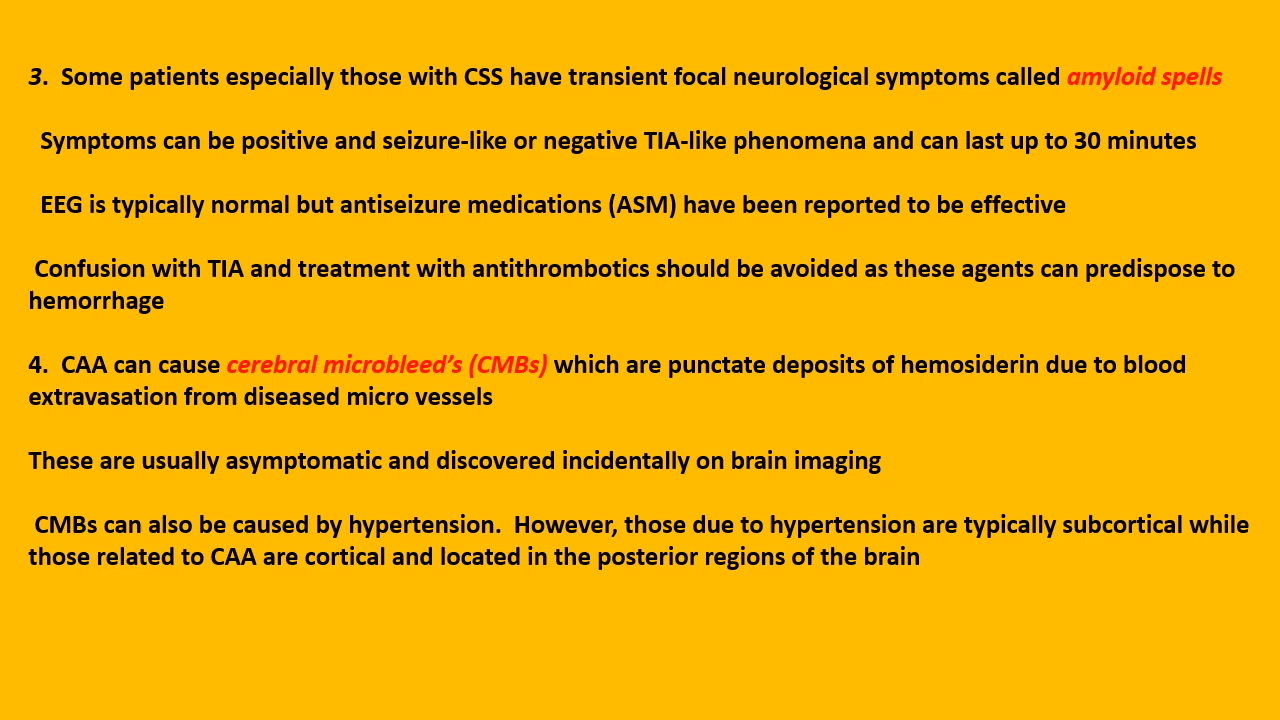 3.  Some patients especially those with CSS have transient focal neurological symptoms called amyloid spells
Symptoms can be positive and seizure-like or negative TIA-like phenomena and can last up to 30 minutes
EEG is typically normal but antiseizure medications (ASM) have been reported to be effective
Confusion with TIA and treatment with antithrombotics should be avoided as these agents can predispose to
hemorrhage
4.  CAA can cause cerebral microbleed’s (CMBs) which are punctate deposits of hemosiderin due to blood
extravasation from diseased micro vessels
These are usually asymptomatic and discovered incidentally on brain imaging
CMBs can also be caused by hypertension.  However, those due to hypertension are typically subcortical while
those related to CAA are cortical and located in the posterior regions of the brain